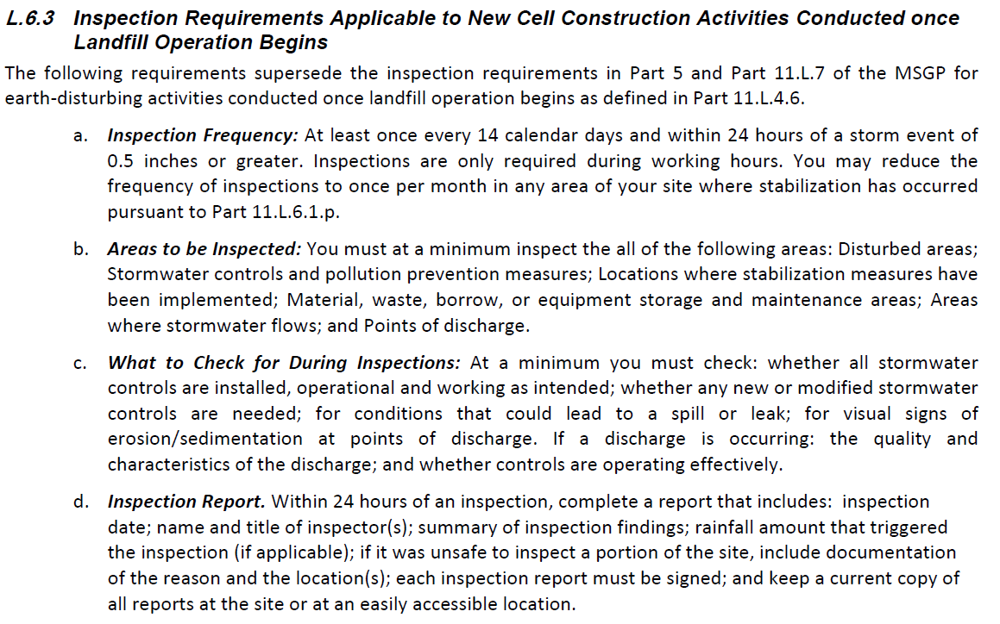 L.6.3 Inspection Requirements Applicable to New Cell Construction Activities Conducted once
Landfill Operation Begins
The following requirements supersede the inspection requirements in Part 5 and Part 11.L.7 of the MSGP for
earth-disturbing activities conducted once landfill operation begins as defined in Part 11.L.4.6.
a. Inspection Frequency: At least once every 14 calendar days and within 24 hours of a storm event of
0.5 inches or greater. Inspections are only required during working hours. You may reduce the
frequency of inspections to once per month in any area of your site where stabilization has occurred
pursuant to Part 11.L.6.1.p.
b. Areas to be Inspected: You must at a minimum inspect the all of the following areas: Disturbed areas;
Stormwater controls and pollution prevention measures; Locations where stabilization measures have
been implemented; Material, waste, borrow, or equipment storage and maintenance areas; Areas
where stormwater flows; and Points of discharge.
c. What to Check for During Inspections: At a minimum you must check: whether all stormwater
controls are installed, operational and working as intended; whether any new or modified stormwater
controls are needed; for conditions that could lead to a spill or leak; for visual signs of
erosion/sedimentation at points of discharge. If a discharge is occurring: the quality and
characteristics of the discharge; and whether controls are operating effectively.
d. Inspection Report. Within 24 hours of an inspection, complete a report that includes: inspection
date; name and title of inspector(s); summary of inspection findings; rainfall amount that triggered
the inspection (if applicable); if it was unsafe to inspect a portion of the site, include documentation
of the reason and the location(s); each inspection report must be signed; and keep a current copy of
all reports at the site or at an easily accessible location.